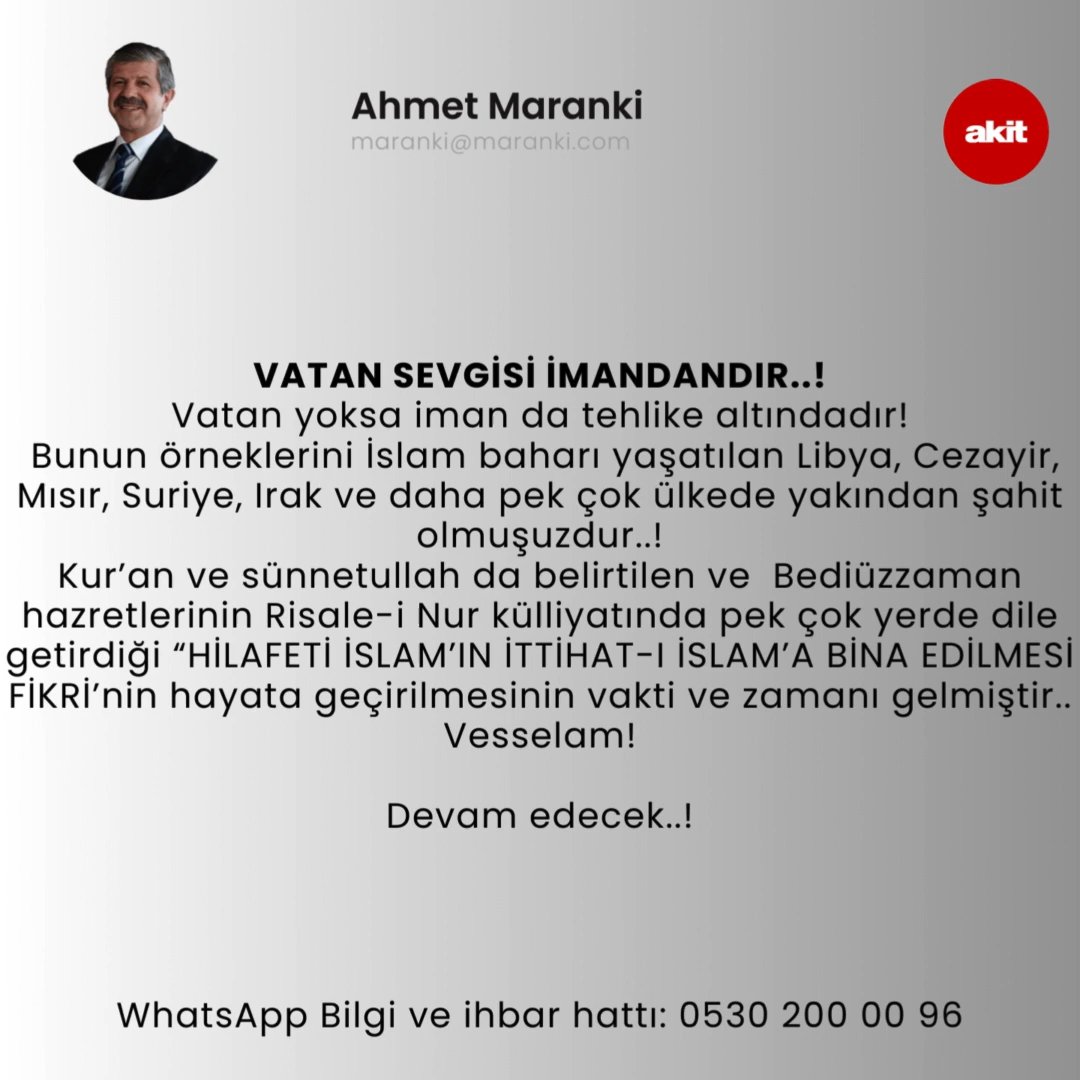 Ahmet Maranki
maranki@maranki.com
akit
VATAN SEVGİSİ İMANDANDIR..!
Vatan yoksa iman da tehlike altındadır!
Bunun örneklerini İslam baharı yaşatılan Libya, Cezayir,
Mısır, Suriye, Irak ve daha pek çok ülkede yakından şahit
olmuşuzdur..!
Kur’an ve sünnetullah da belirtilen ve  Bediüzzaman
hazretlerinin Risale-i Nur külliyatında pek çok yerde dile
getirdiği “HİLAFETİ İSLAM’IN İTTİHAT-I İSLAM’A BİNA EDİLMESİ
FİKRİ’nin hayata geçirilmesinin vakti ve zamanı gelmiştir..
Vesselam!
Devam edecek..!
WhatsApp Bilgi ve ihbar hattı: 0530 200 00 96